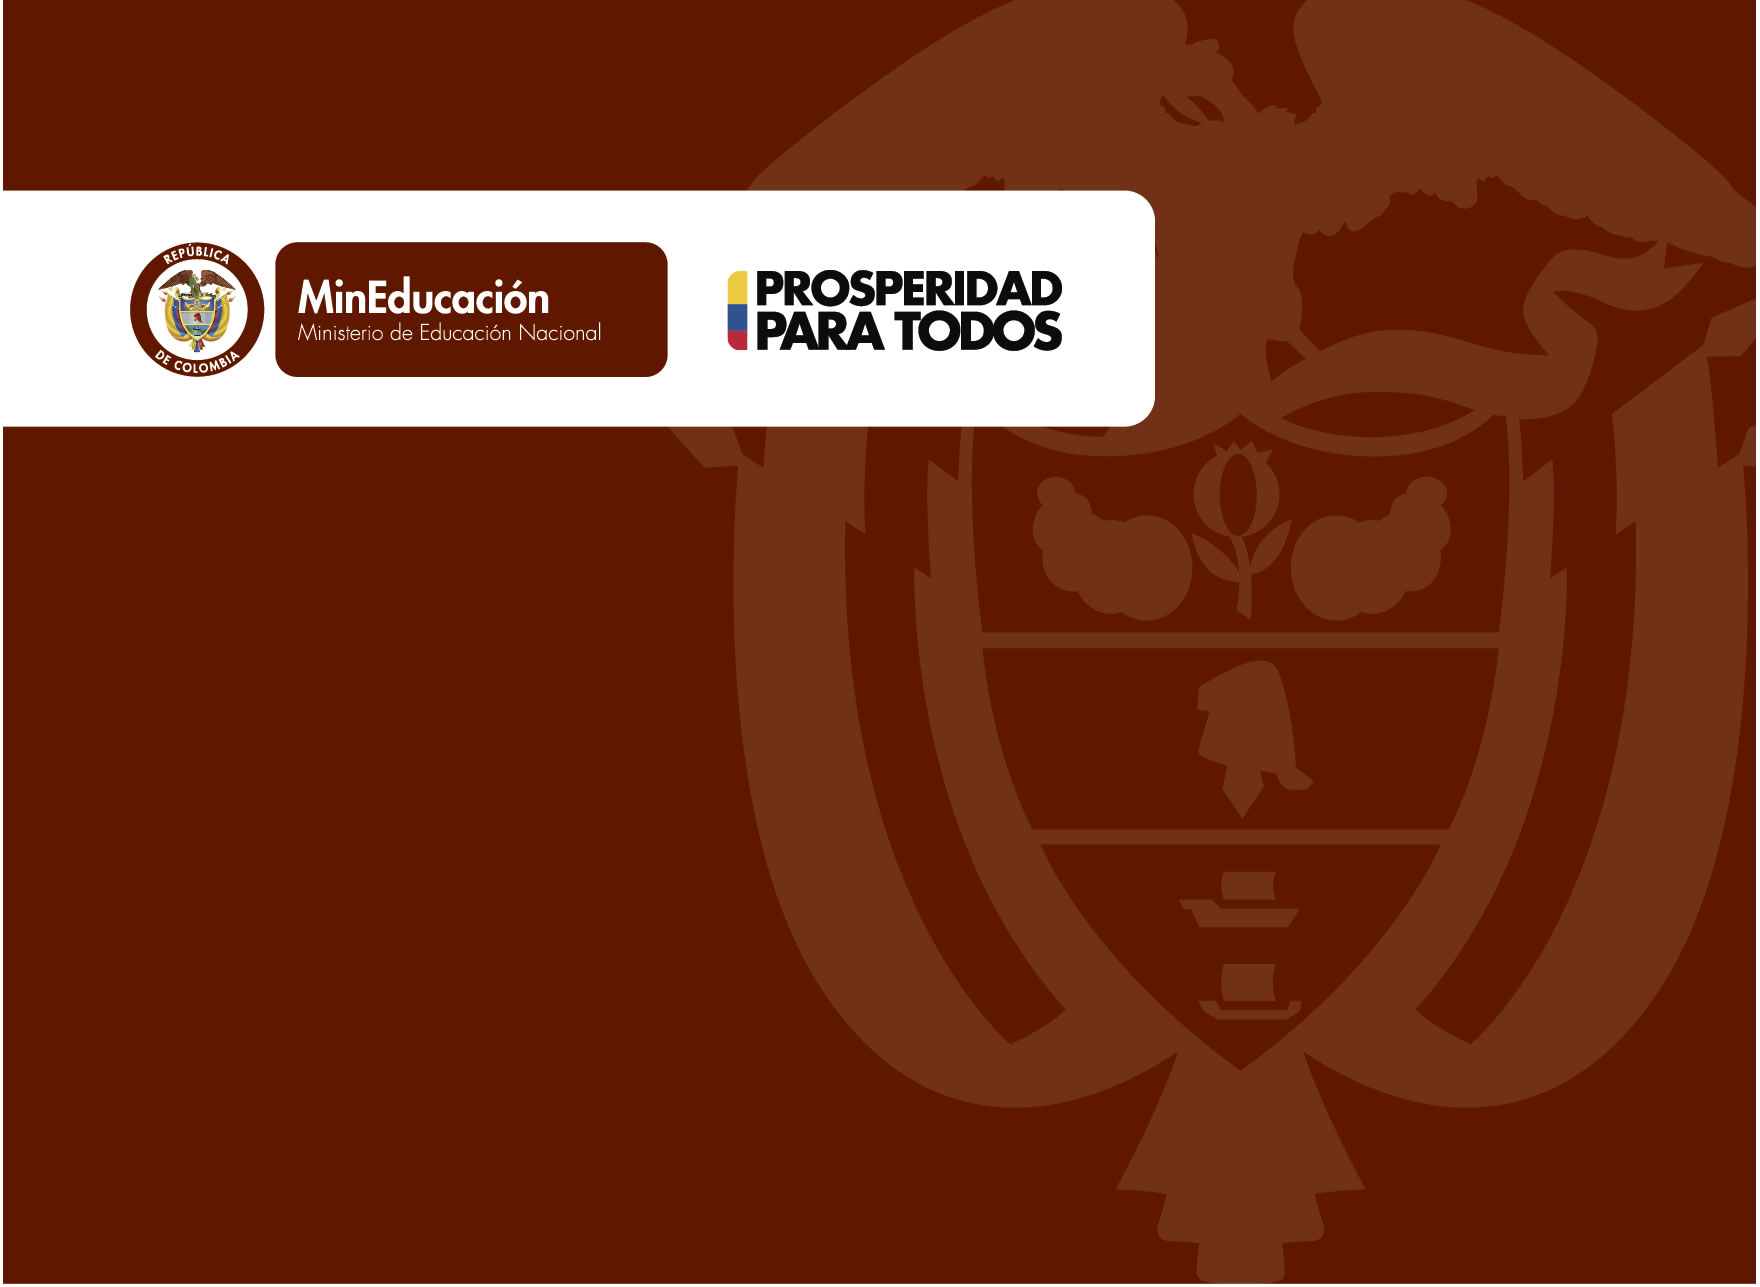 REPÚBLICA
DE COLOMBIA
MinEducación
Ministerio de Educación Nacional
PROSPERIDAD
PARA TODOS